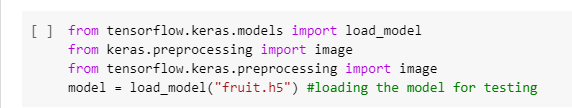 [ ] from tensorflow.keras.models import load_model
from keras.preprocessing import image
from tensorflow.keras.preprocessing import image
model = load_model("fruit.h5") #loading the model for testing